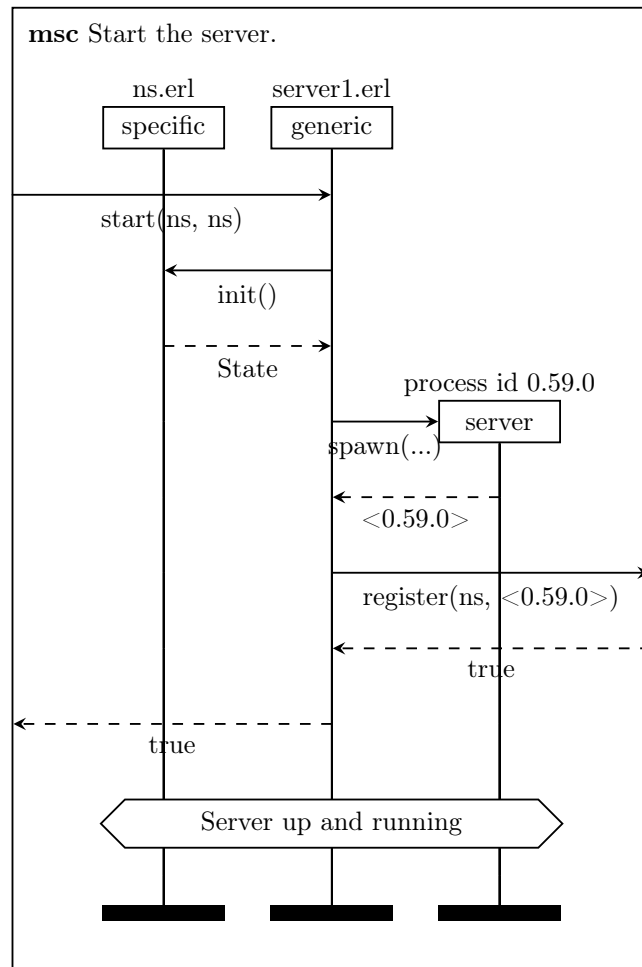 msc Start the server.
ns.erl
server1.erl
specific
generic
start(ns, ns)
init()
State
process id 0.59.0
server
spawn(...)
<0.59.0>
register(ns, <0.59.0>)
true
true
Server up and running